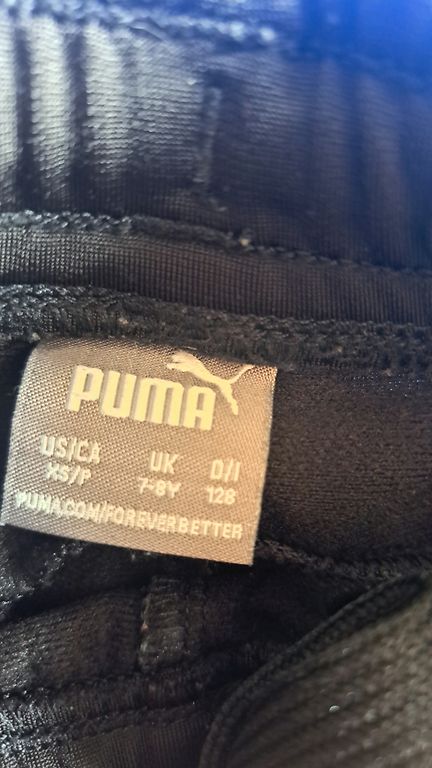 PUMA
US/CA UK D/I
XS/P 7-8Y 128
PUMA.COM/FOREVERBETTER